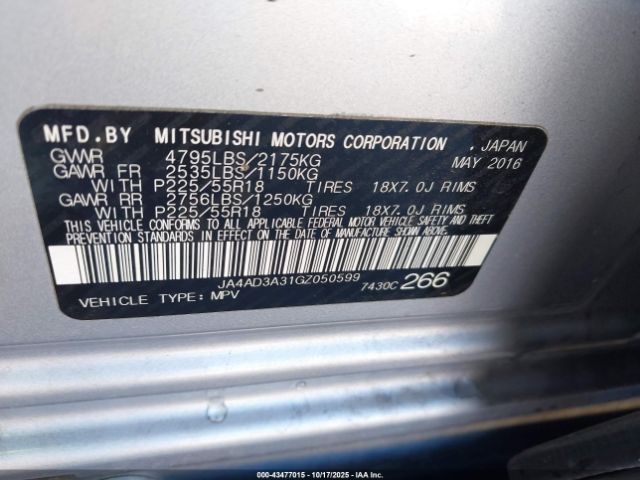 MFD.BY MITSUBISHI MOTORS CORPORATION . JAPAN
GVWR 4795LBS/2175KG MAY 2016
GAWR FR 2535LBS/1150KG
WITH P225/55R18 TIRES 18X7.0J RIMS
GAWR RR 2756LBS/1250KG
WITH P225/55R18 TIRES 18X7.0J RIMS
THIS VEHICLE CONFORMS TO ALL APPLICABLE FEDERAL MOTOR VEHICLE SAFETY AND THEFT
PREVENTION STANDARDS IN EFFECT ON THE DATE OF MANUFACTURE SHOWN ABOVE.
JA4AD3A31GZ050599
VEHICLE TYPE: MPV 7430C 266
000-43477015 - 10/17/2025 - IAAI